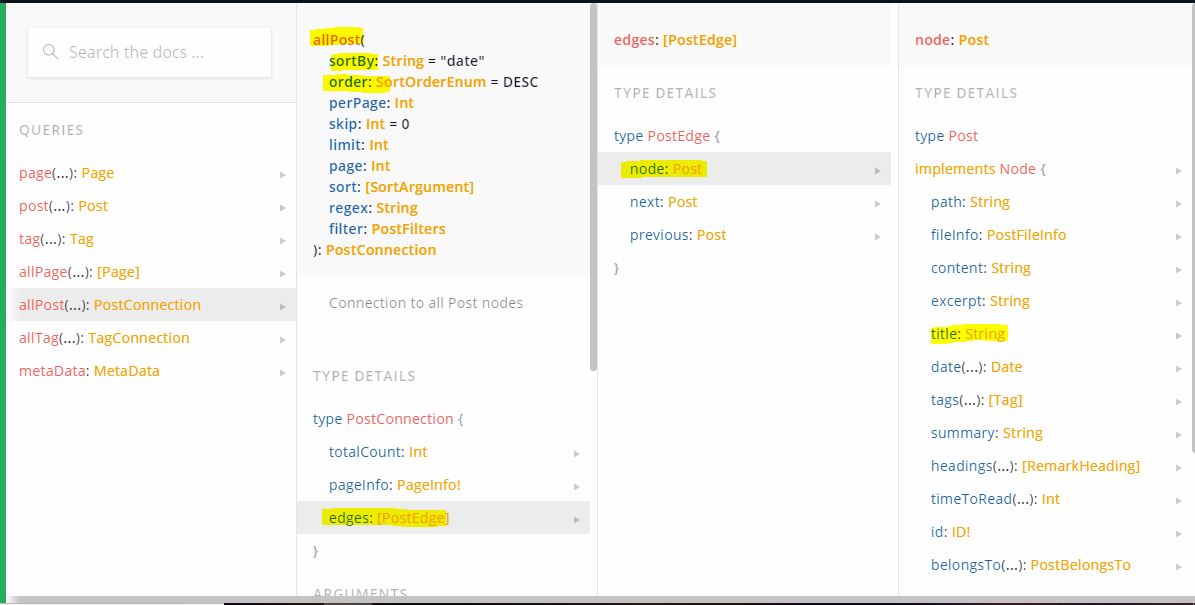 Search the docs ...
QUERIES
page(...): Page
post(...): Post
tag(...): Tag
allPage(...): [Page]
allPost(...): PostConnection
allTag(...): TagConnection
metaData: MetaData
allPost(
sortBy: String = "date"
order: SortOrderEnum = DESC
perPage: Int
skip: Int = 0
limit: Int
page: Int
sort: [SortArgument]
regex: String
filter: PostFilters
): PostConnection
Connection to all Post nodes
TYPE DETAILS
type PostConnection {
totalCount: Int
pageInfo: PageInfo!
edges: [PostEdge]
}
ARGUMENTS
edges: [PostEdge]
TYPE DETAILS
type PostEdge {
node: Post
next: Post
previous: Post
}
node: Post
TYPE DETAILS
type Post
implements Node {
path: String
fileInfo: PostFileInfo
content: String
excerpt: String
title: String
date(...): Date
tags(...): [Tag]
summary: String
headings(...): [RemarkHeading]
timeToRead(...): Int
id: ID!
belongsTo(...): PostBelongsTo